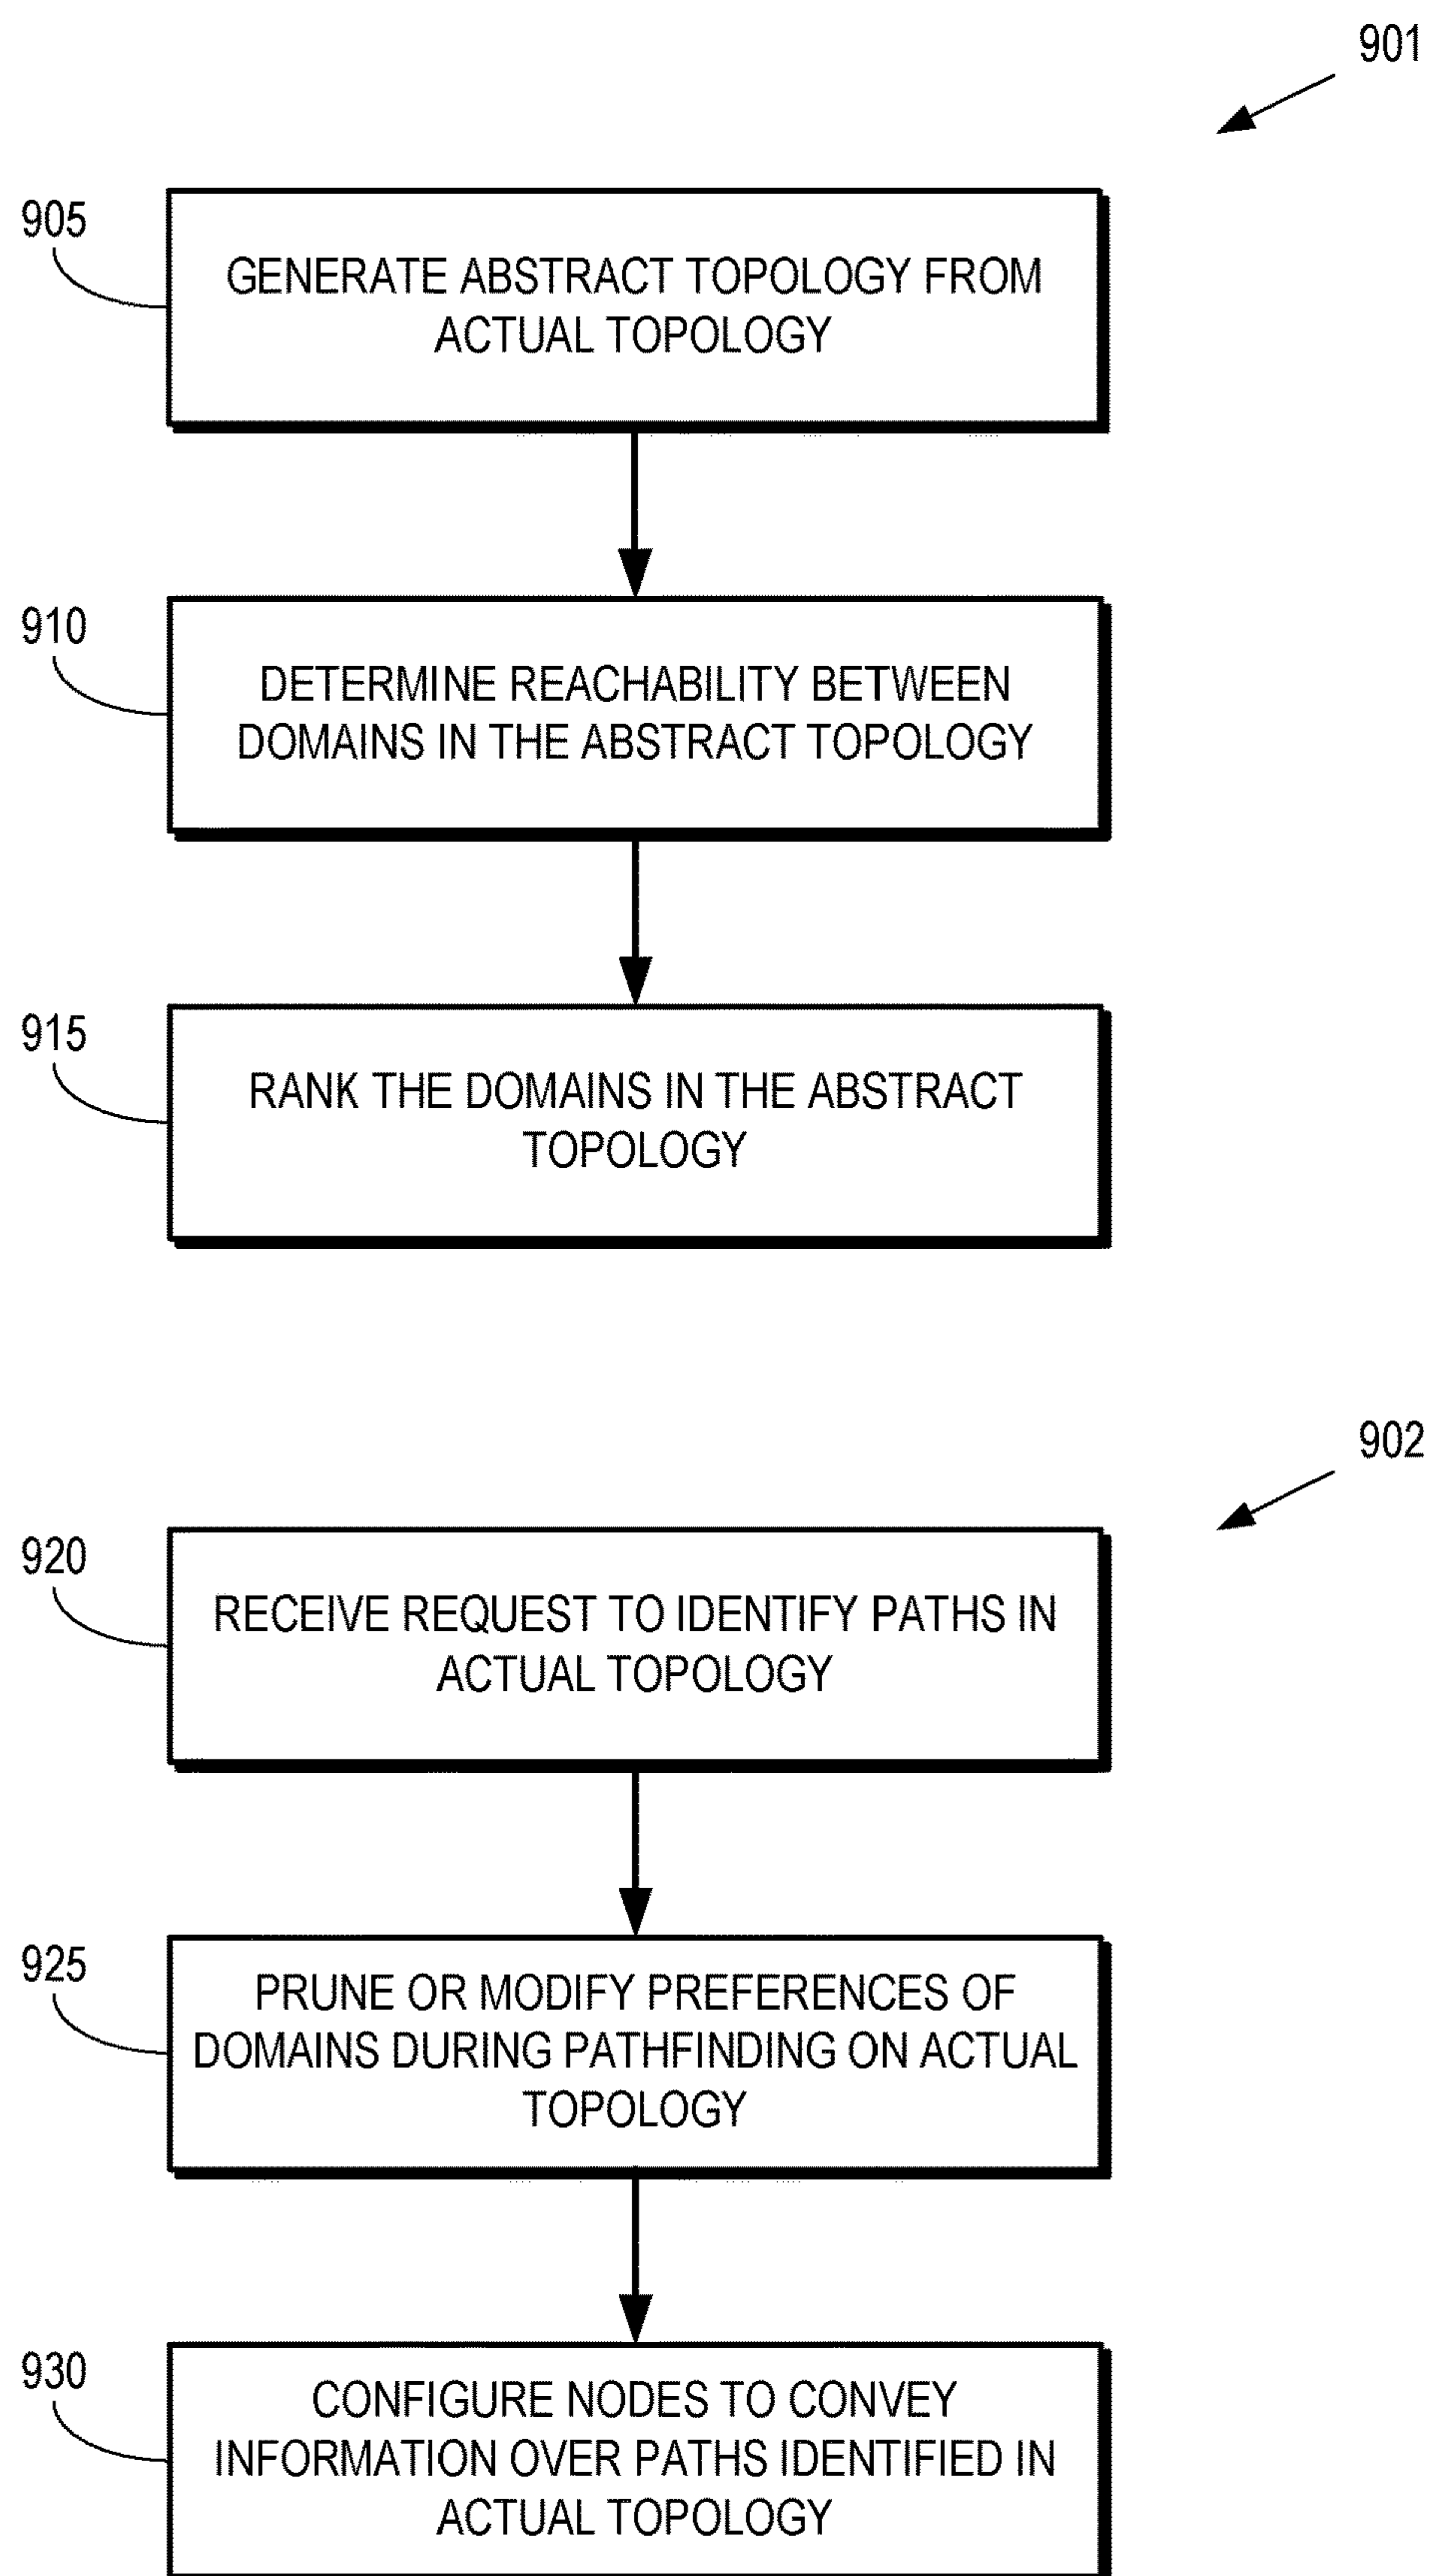 901
905
GENERATE ABSTRACT TOPOLOGY FROM
ACTUAL TOPOLOGY
910
DETERMINE REACHABILITY BETWEEN
DOMAINS IN THE ABSTRACT TOPOLOGY
915
RANK THE DOMAINS IN THE ABSTRACT
TOPOLOGY
902
920
RECEIVE REQUEST TO IDENTIFY PATHS IN
ACTUAL TOPOLOGY
925
PRUNE OR MODIFY PREFERENCES OF
DOMAINS DURING PATHFINDING ON ACTUAL
TOPOLOGY
930
CONFIGURE NODES TO CONVEY
INFORMATION OVER PATHS IDENTIFIED IN
ACTUAL TOPOLOGY